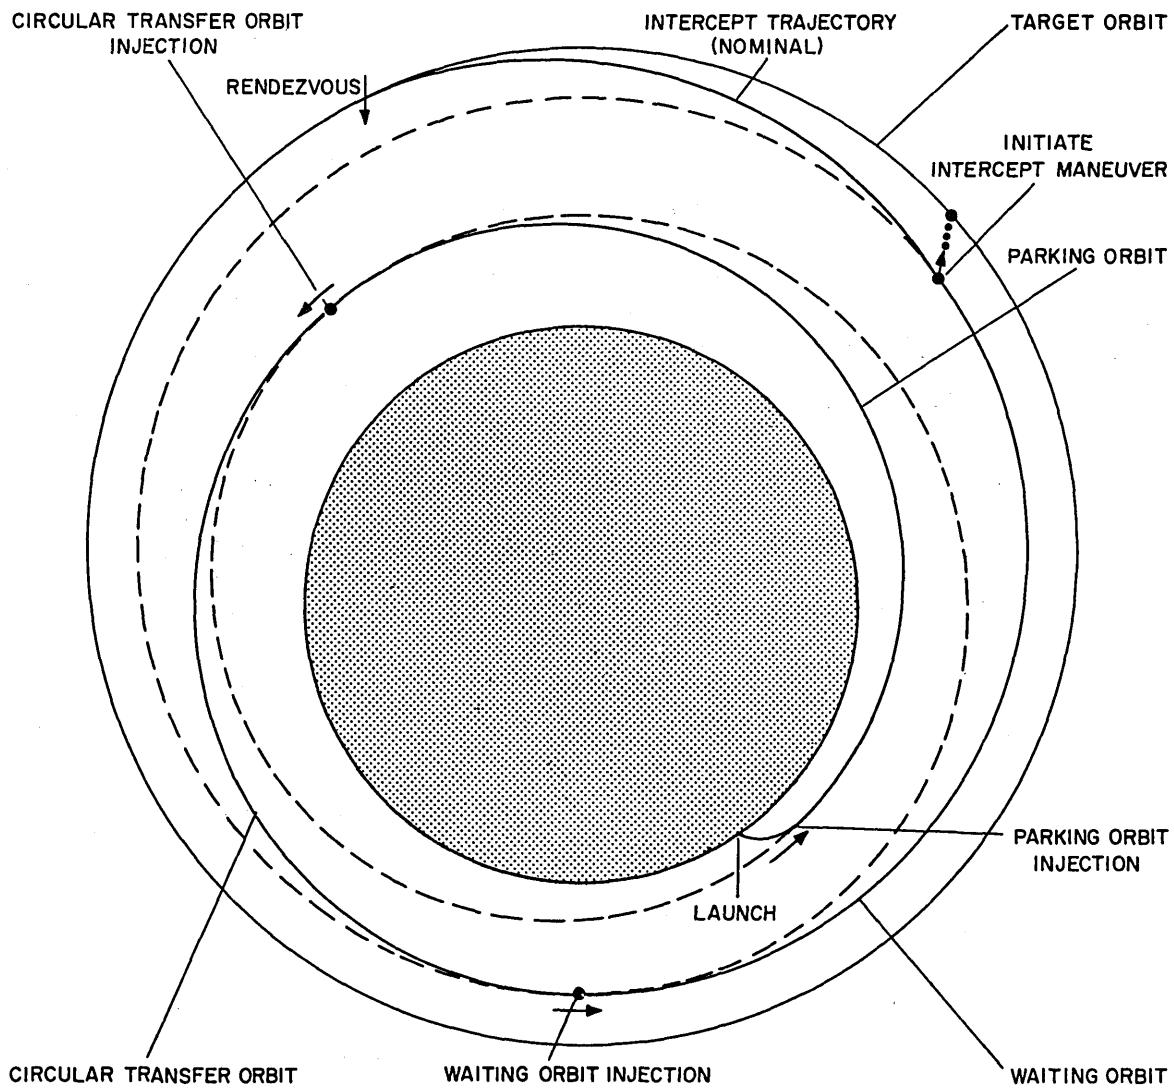 CIRCULAR TRANSFER ORBIT
INJECTION
INTERCEPT TRAJECTORY
(NOMINAL)
TARGET ORBIT
RENDEZVOUS
INITIATE
INTERCEPT MANEUVER
PARKING ORBIT
PARKING ORBIT
INJECTION
LAUNCH
CIRCULAR TRANSFER ORBIT
WAITING ORBIT INJECTION
WAITING ORBIT